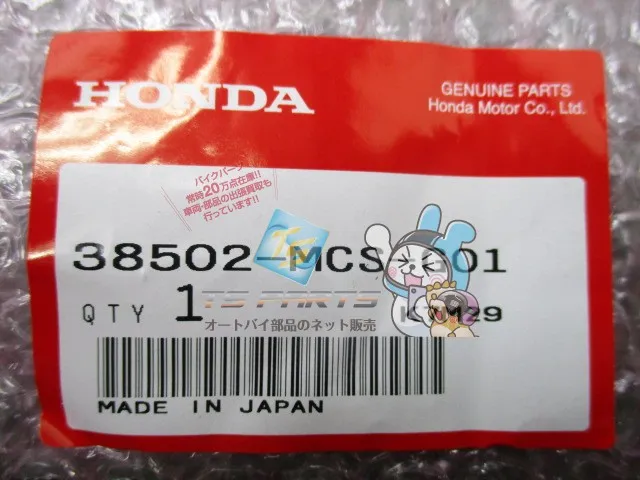 HONDA
GENUINE PARTS
Honda Motor Co., Ltd.
バイクパーツ
常時20万点在庫!!
車両・部品の出張買取も
行っています!!
38502-MCS-G01
TS
TS PARTS
QTY 1
オートバイ部品のネット販売
MADE IN JAPAN